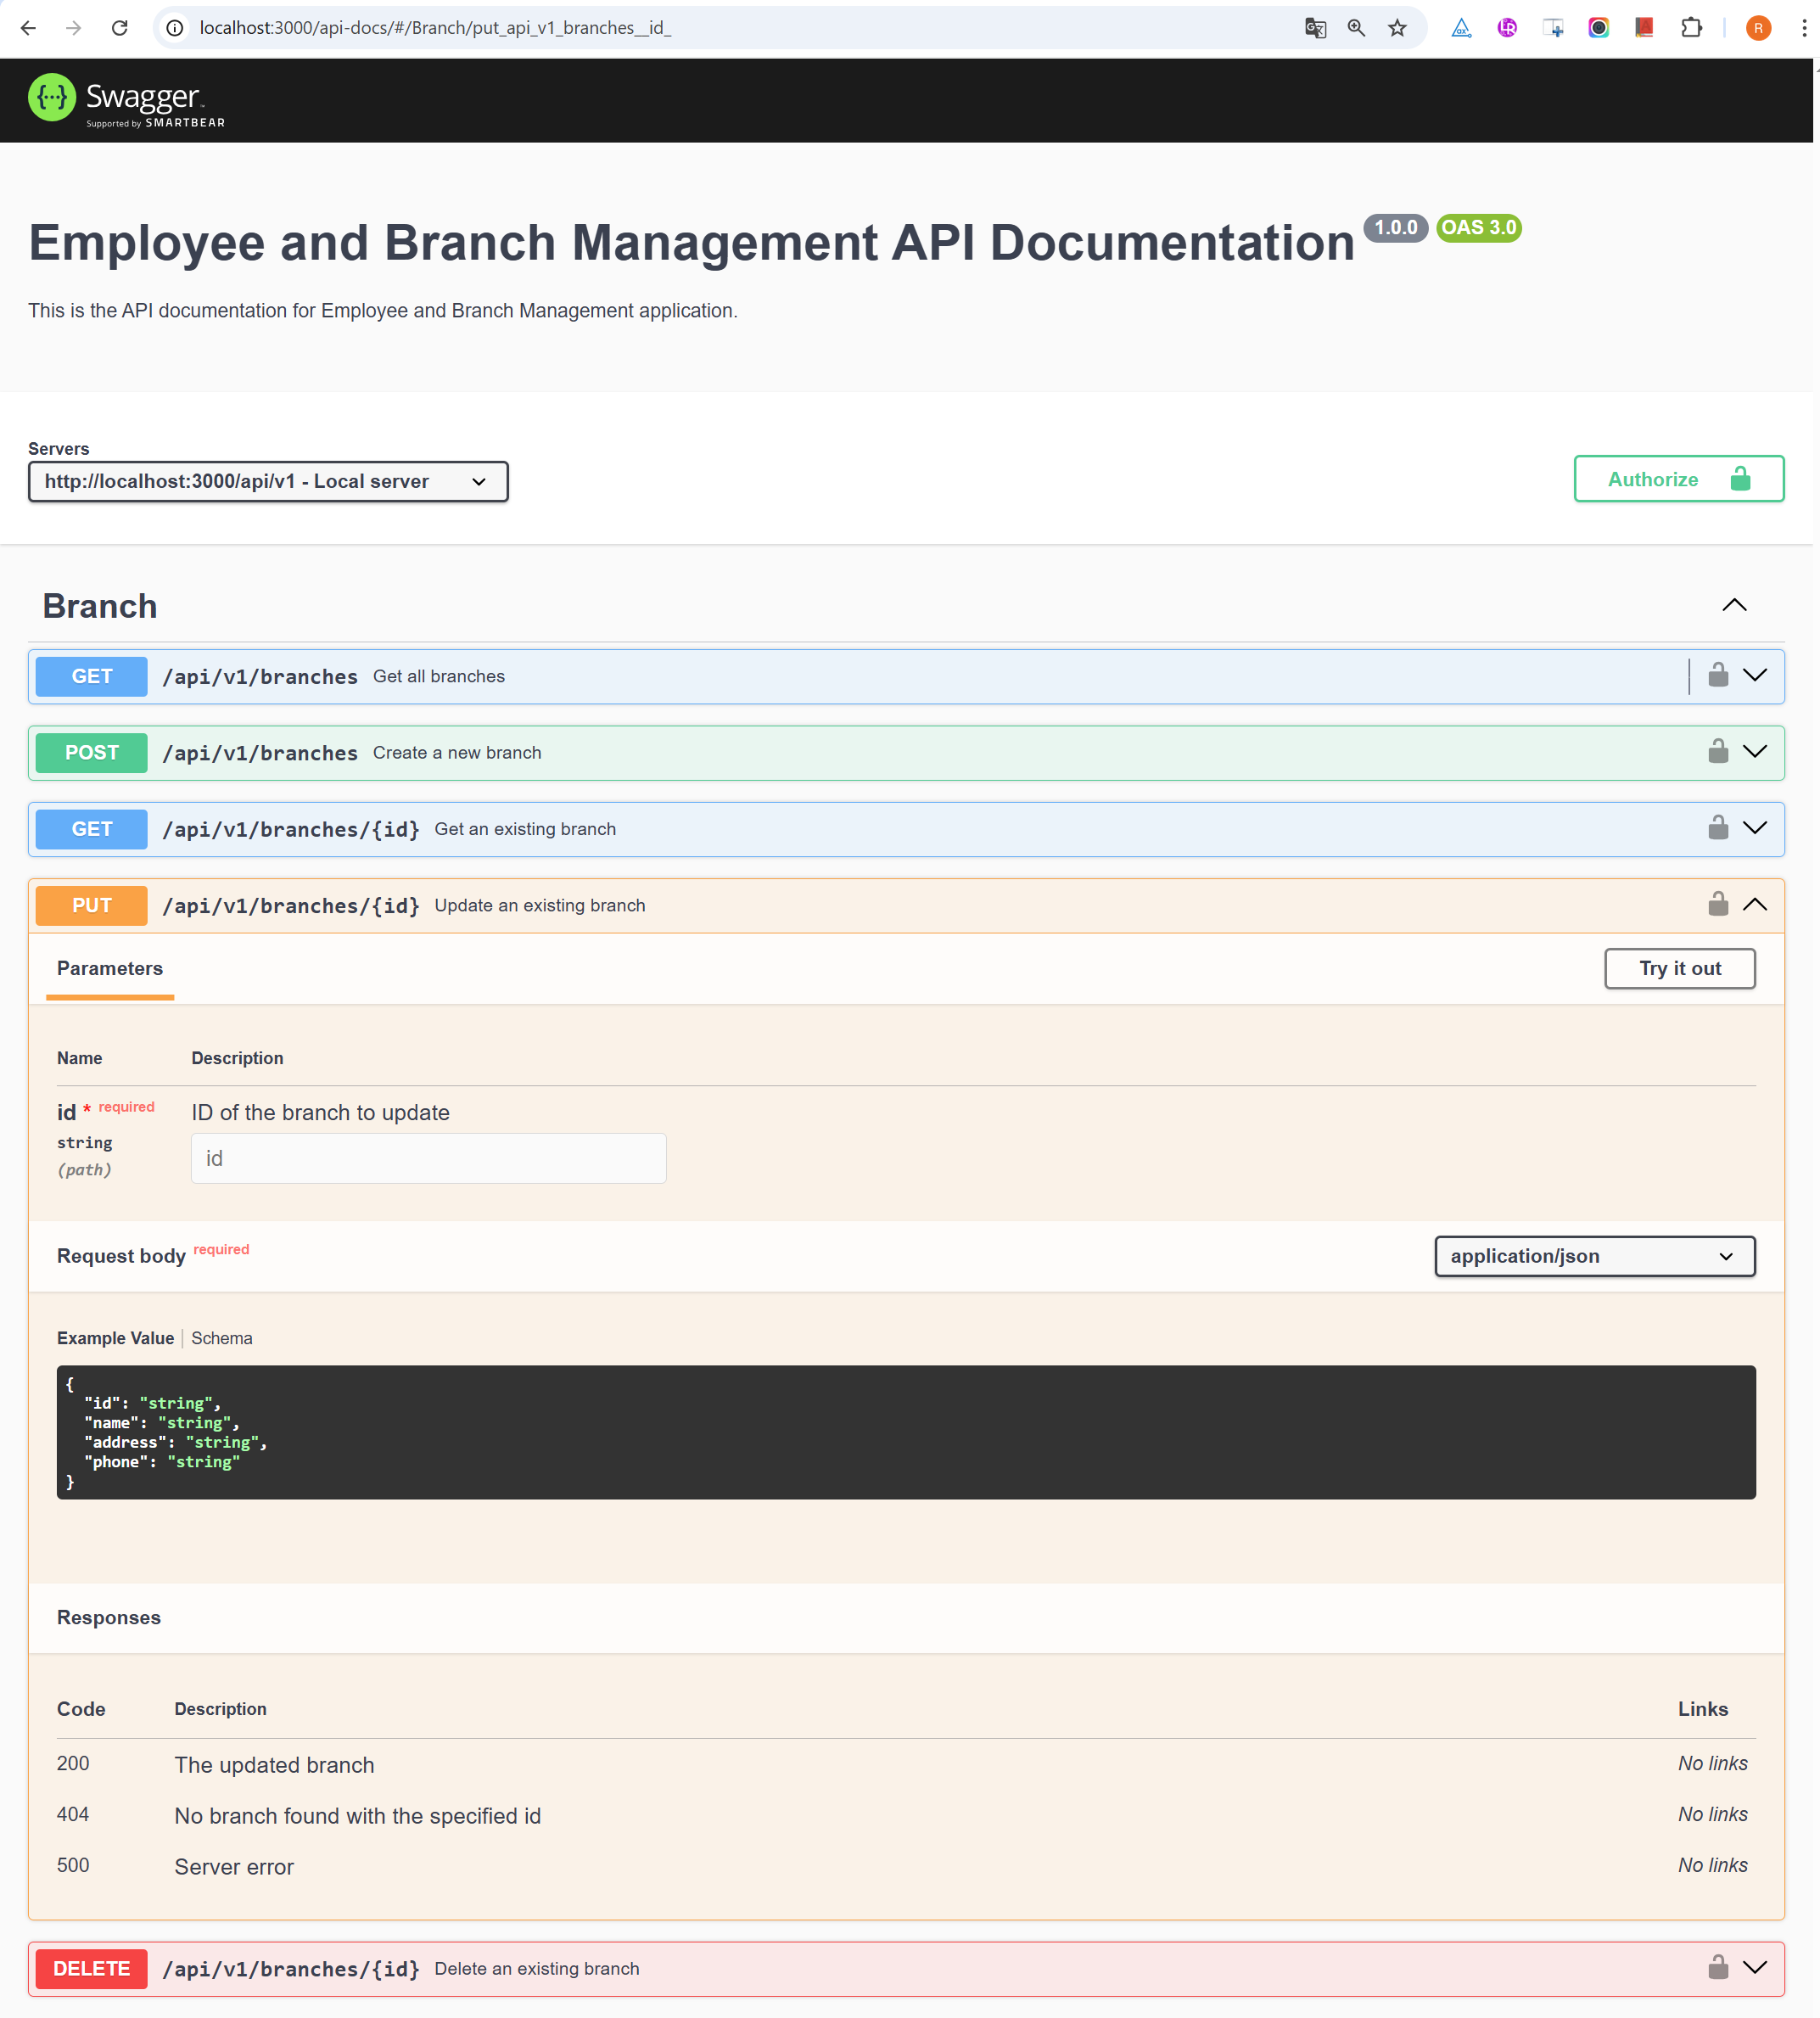 localhost:3000/api-docs/#/Branch/put_api_v1_branches__id_
R
Swagger
Supported by SMARTBEAR
Employee and Branch Management API Documentation 1.0.0 OAS 3.0
This is the API documentation for Employee and Branch Management application.
Servers
http://localhost:3000/api/v1 - Local server
Authorize
Branch
GET /api/v1/branches Get all branches
POST /api/v1/branches Create a new branch
GET /api/v1/branches/{id} Get an existing branch
PUT /api/v1/branches/{id} Update an existing branch
Parameters Try it out
Name Description
id * required ID of the branch to update
string
(path)
id
Request body required application/json
Example Value Schema
{
"id": "string",
"name": "string",
"address": "string",
"phone": "string"
}
Responses
Code Description Links
200 The updated branch No links
404 No branch found with the specified id No links
500 Server error No links
DELETE /api/v1/branches/{id} Delete an existing branch